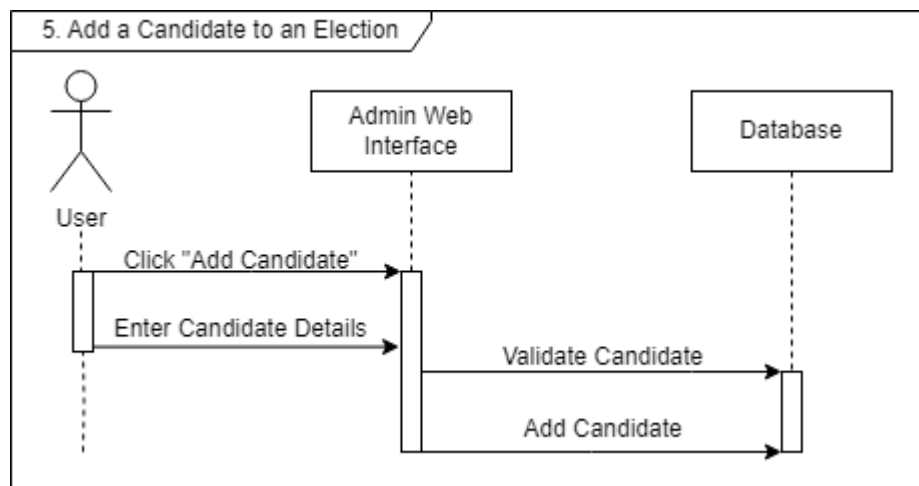 5. Add a Candidate to an Election
Admin Web
Interface
Database
User
Click "Add Candidate"
Enter Candidate Details
Validate Candidate
Add Candidate